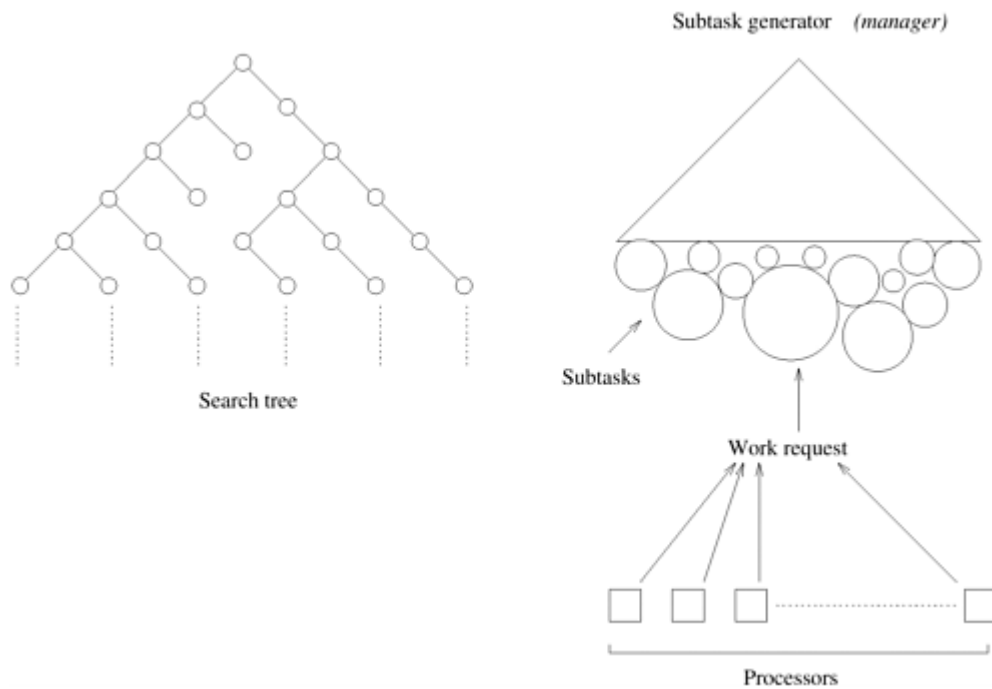 Subtask generator (manager)
Subtasks
Search tree
Work request
Processors